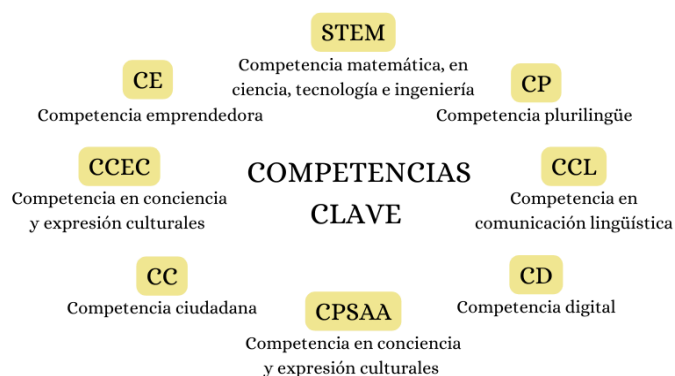 STEM
Competencia matemática, en
ciencia, tecnología e ingeniería
CE
Competencia emprendedora
CP
Competencia plurilingüe
CCEC
Competencia en conciencia
y expresión culturales
COMPETENCIAS
CLAVE
CCL
Competencia en
comunicación lingüística
CC
Competencia ciudadana
CD
Competencia digital
CPSAA
Competencia en conciencia
y expresión culturales